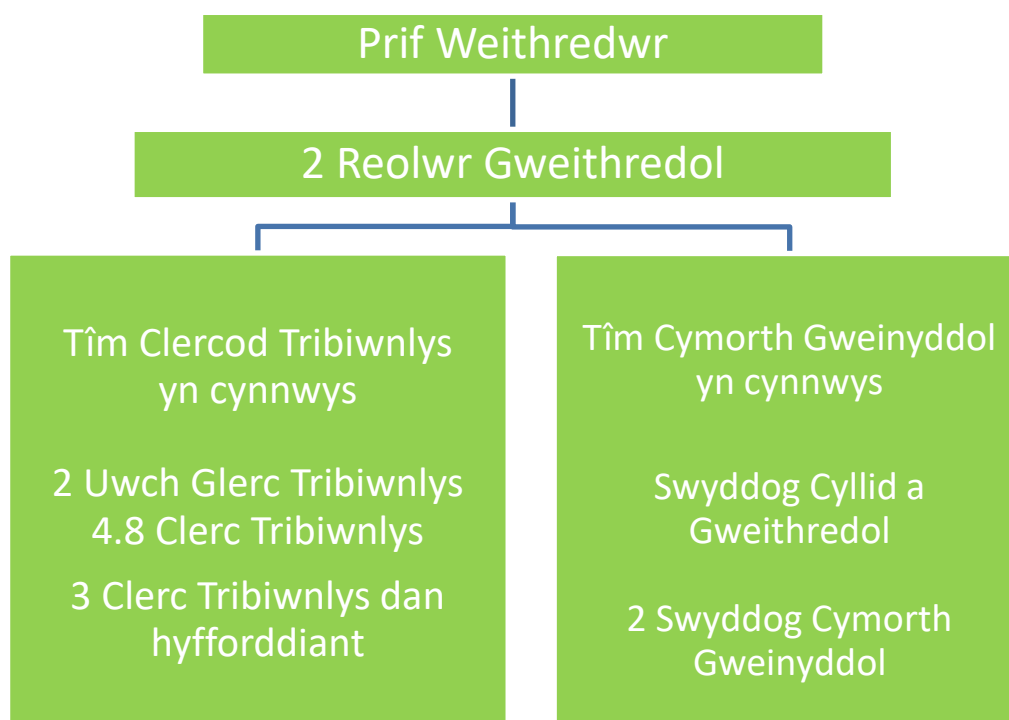 Prif Weithredwr
2 Reolwr Gweithredol
Tîm Clercod Tribiwnlys
yn cynnwys
2 Uwch Glerc Tribiwnlys
4.8 Clerc Tribiwnlys
3 Clerc Tribiwnlys dan
hyfforddiant
Tîm Cymorth Gweinyddol
yn cynnwys
Swyddog Cyllid a
Gweithredol
2 Swyddog Cymorth
Gweinyddol